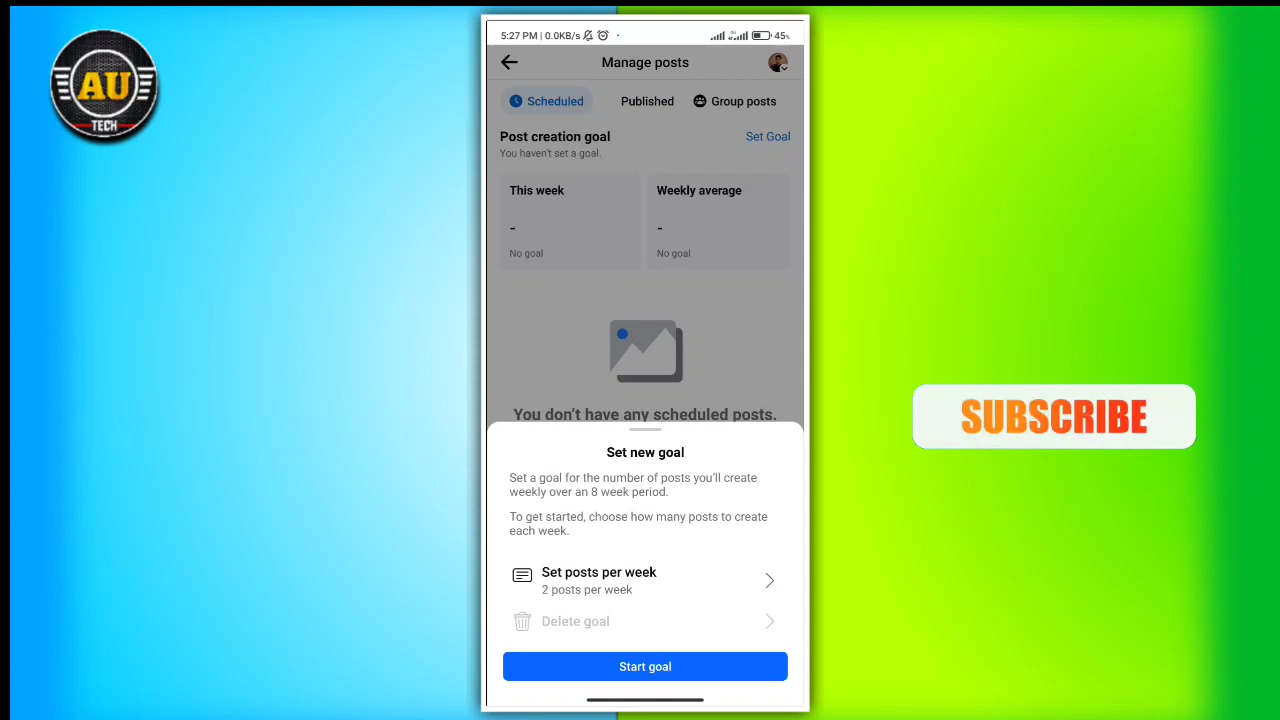 AU
TECH
5:27 PM | 0.0KB/s
4G
45%
Manage posts
Scheduled
Published
Group posts
Post creation goal
Set Goal
You haven't set a goal.
This week
Weekly average
-
-
No goal
No goal
You don't have any scheduled posts.
SUBSCRIBE
Set new goal
Set a goal for the number of posts you'll create
weekly over an 8 week period.
To get started, choose how many posts to create
each week.
Set posts per week
2 posts per week
Delete goal
Start goal